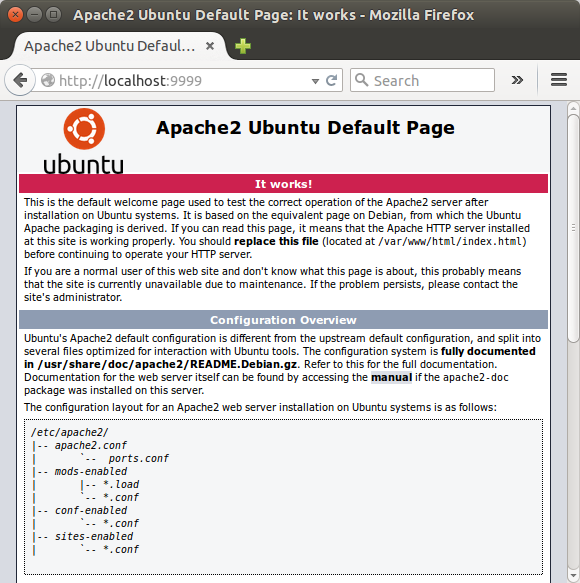 Apache2 Ubuntu Default Page: It works - Mozilla Firefox
Apache2 Ubuntu Defaul...
http://localhost:9999
Search
ubuntu
Apache2 Ubuntu Default Page
It works!
This is the default welcome page used to test the correct operation of the Apache2 server after
installation on Ubuntu systems. It is based on the equivalent page on Debian, from which the Ubuntu
Apache packaging is derived. If you can read this page, it means that the Apache HTTP server installed
at this site is working properly. You should replace this file (located at /var/www/html/index.html)
before continuing to operate your HTTP server.
If you are a normal user of this web site and don't know what this page is about, this probably means
that the site is currently unavailable due to maintenance. If the problem persists, please contact the
site's administrator.
Configuration Overview
Ubuntu's Apache2 default configuration is different from the upstream default configuration, and split into
several files optimized for interaction with Ubuntu tools. The configuration system is fully documented
in /usr/share/doc/apache2/README.Debian.gz. Refer to this for the full documentation.
Documentation for the web server itself can be found by accessing the manual if the apache2-doc
package was installed on this server.
The configuration layout for an Apache2 web server installation on Ubuntu systems is as follows:
/etc/apache2/
|-- apache2.conf
|       `--  ports.conf
|-- mods-enabled
|       |-- *.load
|       `-- *.conf
|-- conf-enabled
|       `-- *.conf
|-- sites-enabled
|       `-- *.conf